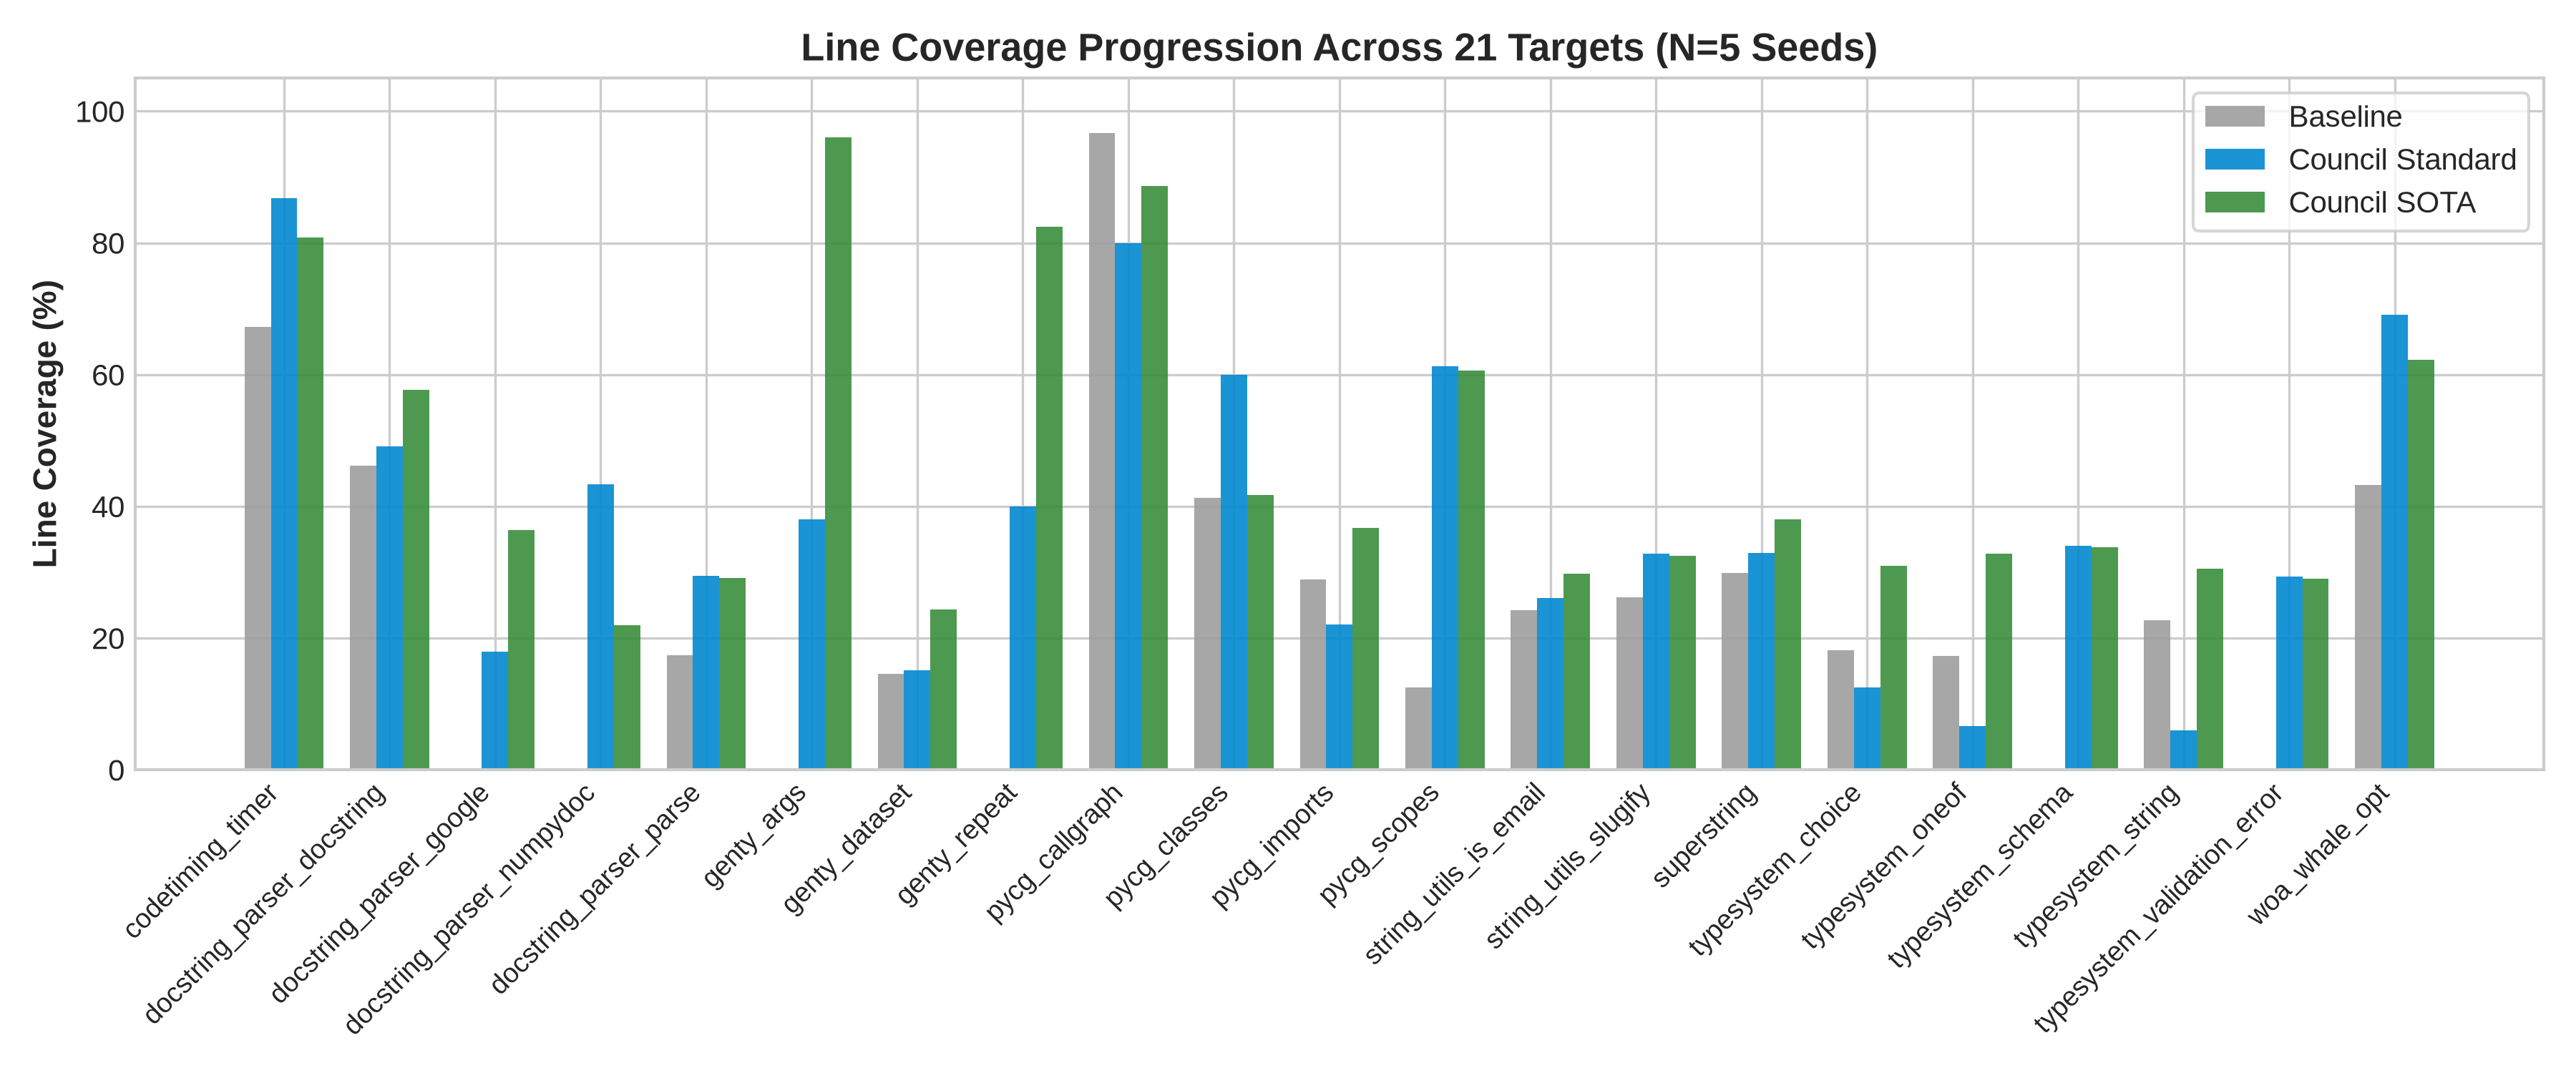 Line Coverage Progression Across 21 Targets (N=5 Seeds)
Line Coverage (%)
100
80
60
40
20
0
Baseline
Council Standard
Council SOTA
codetiming_timer
docstring_parser_docstring
docstring_parser_google
docstring_parser_numpydoc
docstring_parser_parse
genty_args
genty_dataset
genty_repeat
pycg_callgraph
pycg_classes
pycg_imports
pycg_scopes
string_utils_is_email
string_utils_slugify
superstring
typesystem_choice
typesystem_oneof
typesystem_schema
typesystem_string
typesystem_validation_error
woa_whale_opt